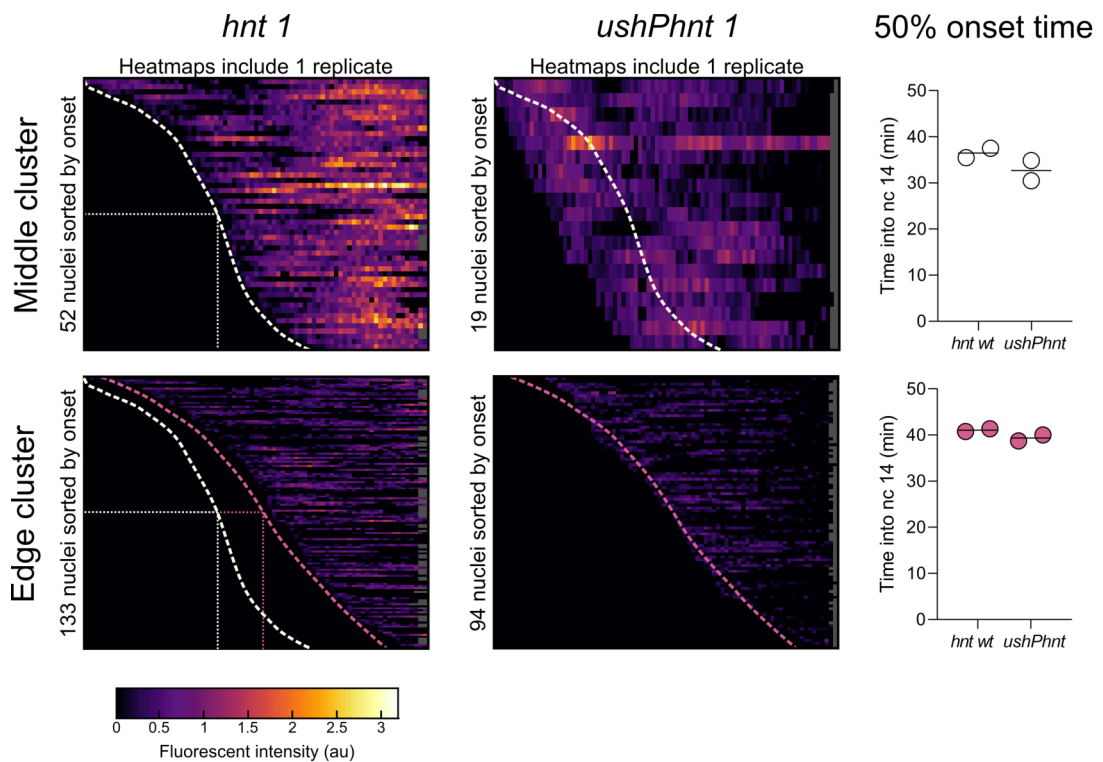 hnt 1
ushPhnt 1
50% onset time
Heatmaps include 1 replicate
Heatmaps include 1 replicate
Middle cluster
52 nuclei sorted by onset
19 nuclei sorted by onset
Time into nc 14 (min)
50
40
30
20
10
0
hnt wt
ushPhnt
Edge cluster
133 nuclei sorted by onset
94 nuclei sorted by onset
Time into nc 14 (min)
50
40
30
20
10
0
hnt wt
ushPhnt
0 0.5 1 1.5 2 2.5 3
Fluorescent intensity (au)